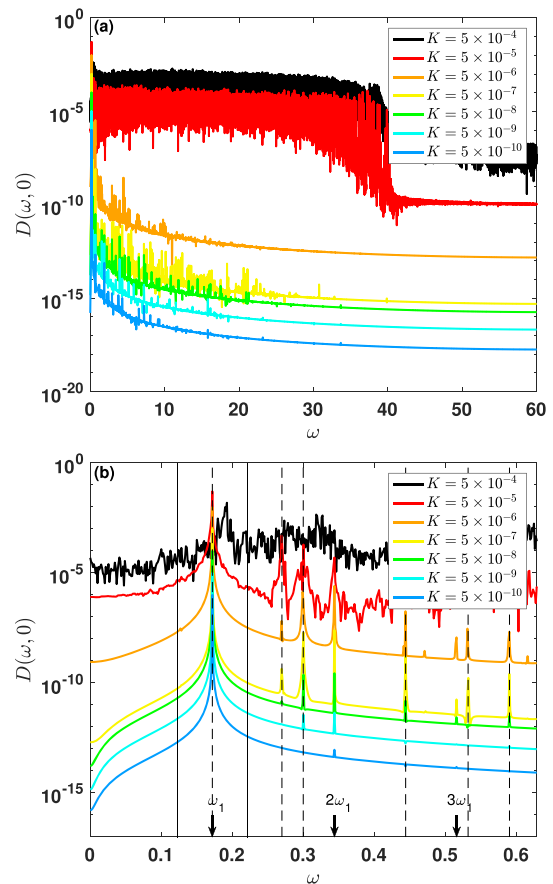 (a)
10^0
10^-5
10^-10
10^-15
10^-20
D(ω, 0)
K = 5 × 10^-4
K = 5 × 10^-5
K = 5 × 10^-6
K = 5 × 10^-7
K = 5 × 10^-8
K = 5 × 10^-9
K = 5 × 10^-10
0 10 20 30 40 50 60
ω
(b)
10^0
10^-5
10^-10
10^-15
D(ω, 0)
K = 5 × 10^-4
K = 5 × 10^-5
K = 5 × 10^-6
K = 5 × 10^-7
K = 5 × 10^-8
K = 5 × 10^-9
K = 5 × 10^-10
ω₁ 2ω₁ 3ω₁
0 0.1 0.2 0.3 0.4 0.5 0.6
ω